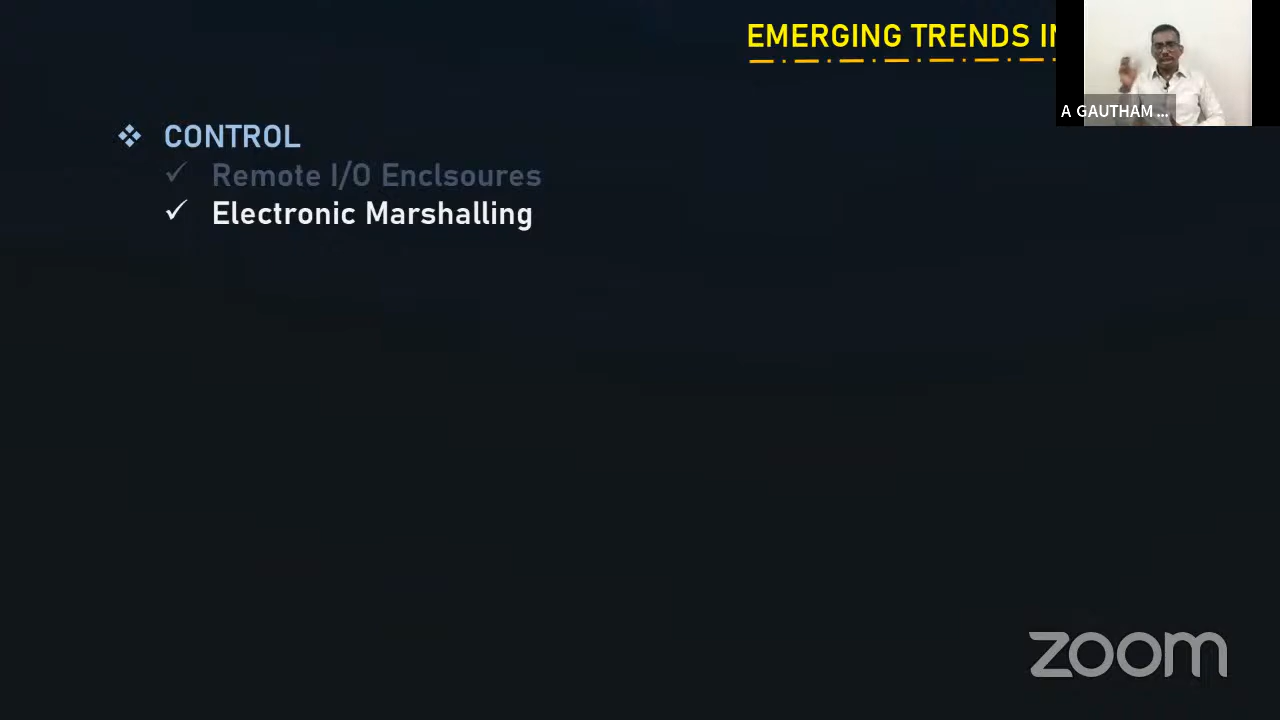 EMERGING TRENDS IN
A GAUTHAM ...
❖ CONTROL
✓ Remote I/O Enclsoures
✓ Electronic Marshalling
zoom